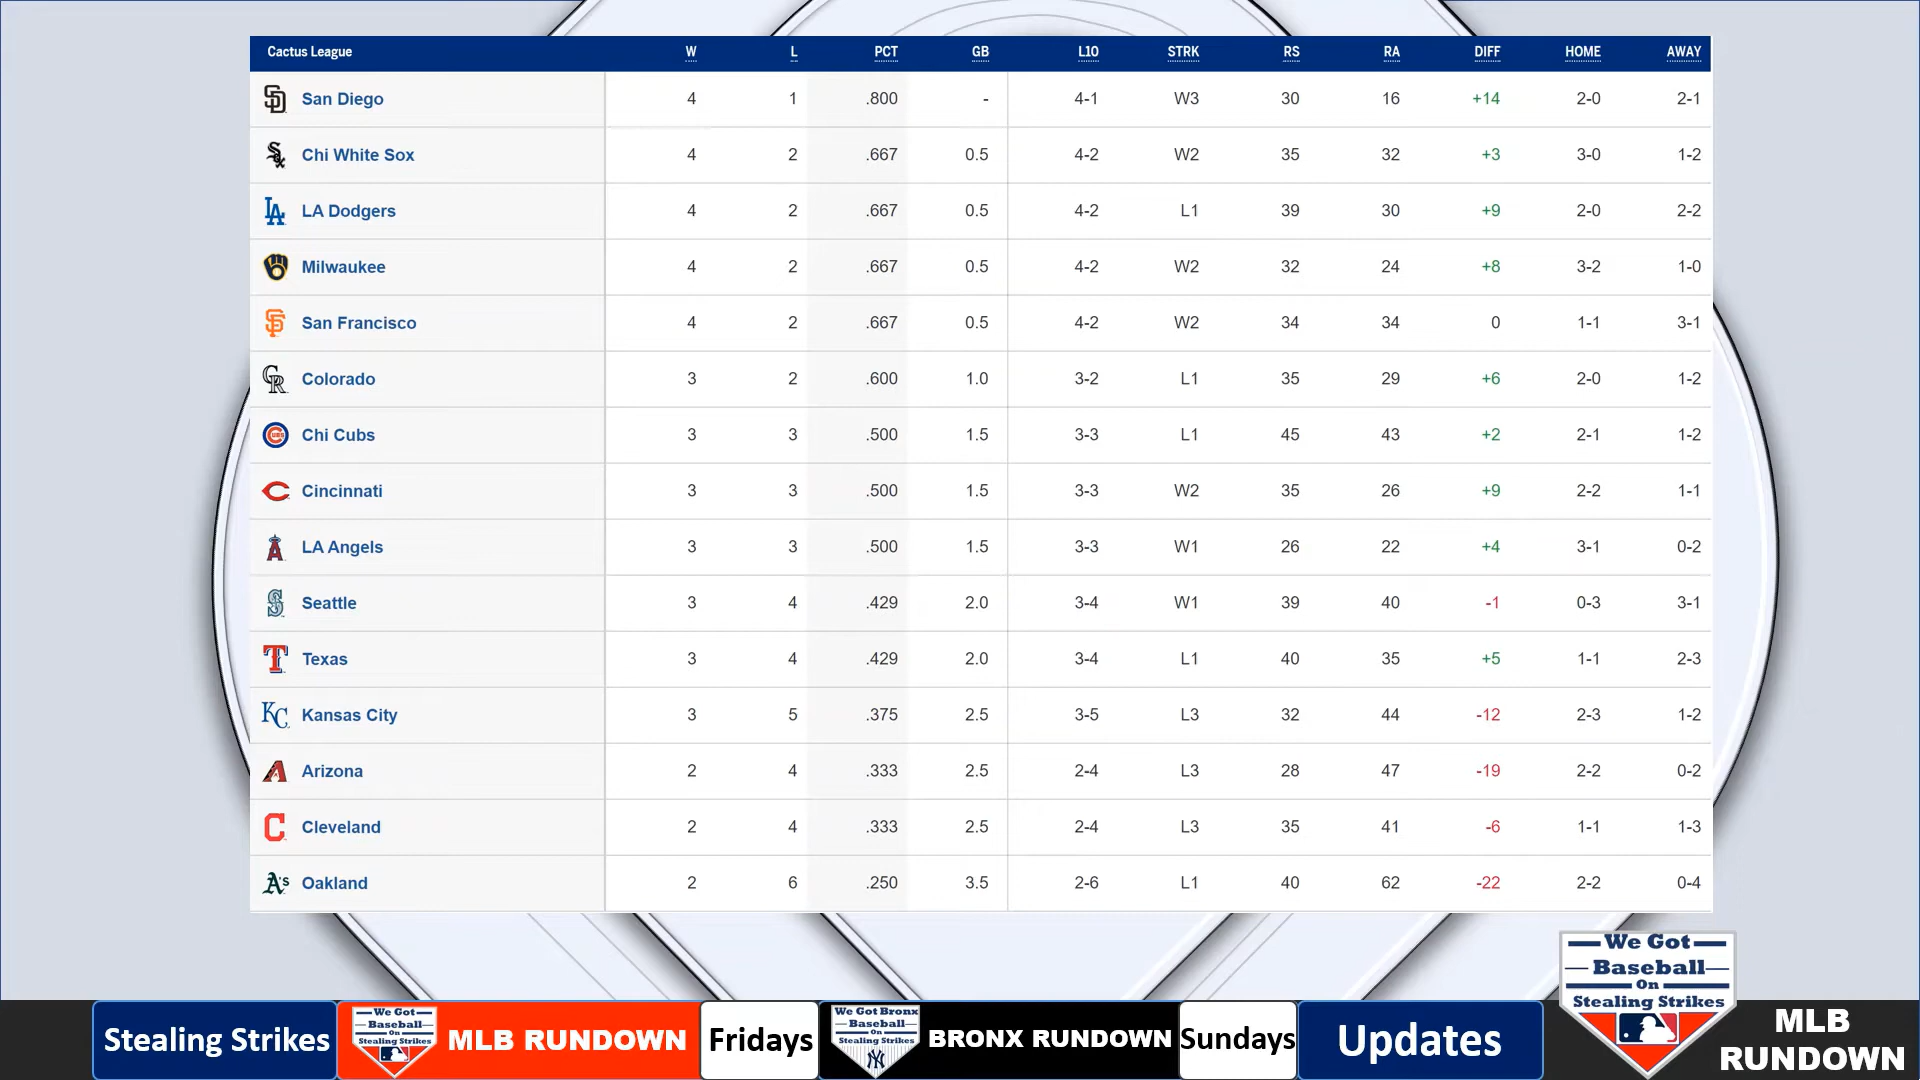 Cactus League W L PCT GB L10 STRK RS RA DIFF HOME AWAY
San Diego 4 1 .800 - 4-1 W3 30 16 +14 2-0 2-1
Chi White Sox 4 2 .667 0.5 4-2 W2 35 32 +3 3-0 1-2
LA Dodgers 4 2 .667 0.5 4-2 L1 39 30 +9 2-0 2-2
Milwaukee 4 2 .667 0.5 4-2 W2 32 24 +8 3-2 1-0
San Francisco 4 2 .667 0.5 4-2 W2 34 34 0 1-1 3-1
Colorado 3 2 .600 1.0 3-2 L1 35 29 +6 2-0 1-2
Chi Cubs 3 3 .500 1.5 3-3 L1 45 43 +2 2-1 1-2
Cincinnati 3 3 .500 1.5 3-3 W2 35 26 +9 2-2 1-1
LA Angels 3 3 .500 1.5 3-3 W1 26 22 +4 3-1 0-2
Seattle 3 4 .429 2.0 3-4 W1 39 40 -1 0-3 3-1
Texas 3 4 .429 2.0 3-4 L1 40 35 +5 1-1 2-3
Kansas City 3 5 .375 2.5 3-5 L3 32 44 -12 2-3 1-2
Arizona 2 4 .333 2.5 2-4 L3 28 47 -19 2-2 0-2
Cleveland 2 4 .333 2.5 2-4 L3 35 41 -6 1-1 1-3
Oakland 2 6 .250 3.5 2-6 L1 40 62 -22 2-2 0-4
We Got
Baseball
On
Stealing Strikes
MLB
RUNDOWN
Stealing Strikes
We Got
Baseball
On
Stealing Strikes
MLB RUNDOWN
Fridays
We Got Bronx
Baseball
On
Stealing Strikes
BRONX RUNDOWN
Sundays
Updates